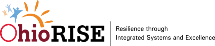 OhioRISE
Resilience through
Integrated Systems and Excellence